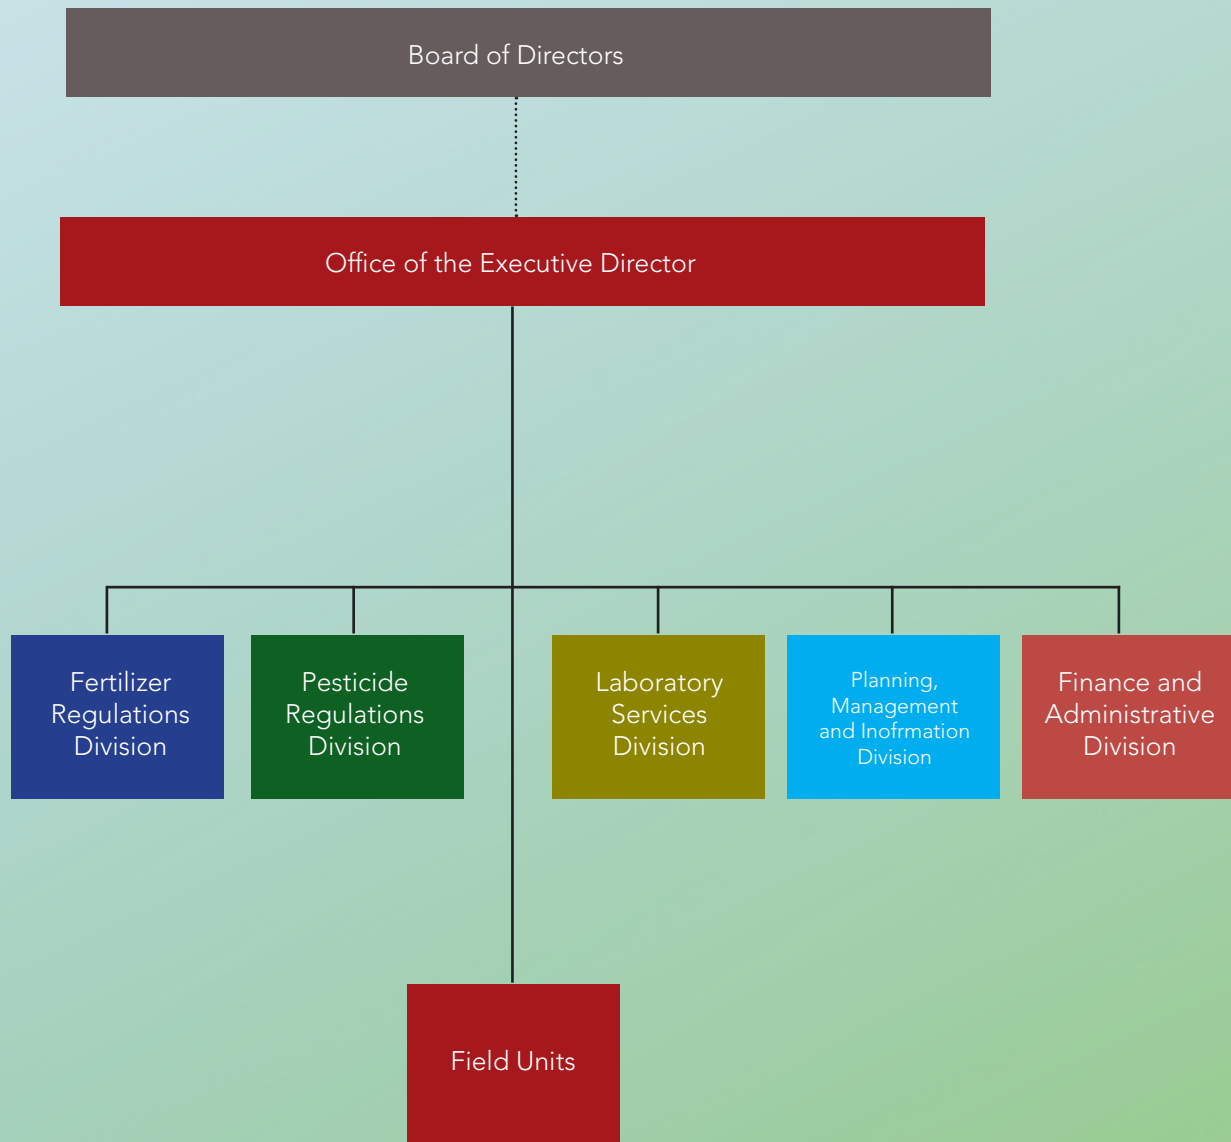 Board of Directors
Office of the Executive Director
Fertilizer
Regulations
Division
Pesticide
Regulations
Division
Laboratory
Services
Division
Planning,
Management
and Inofrmation
Division
Finance and
Administrative
Division
Field Units